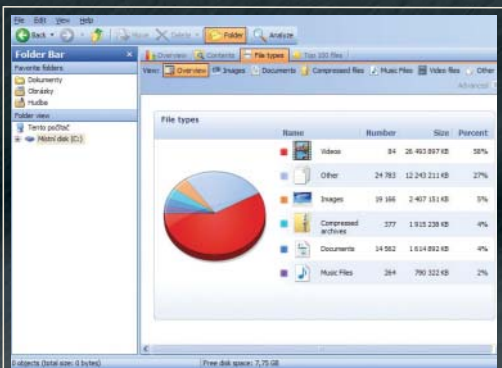 File Edit View Help
Back Move Delete Folder Analyze
Folder Bar ×
Overview Contents File types Top 100 files
Favorite folders
View: Overview Images Documents Compressed files Music Files Video files Other
Dokumenty
Advanced
Obrázky
Hudba
Folder view
File types
Tento počítač
Místní disk (C:)
Name Number Size Percent
Videos 84 26 493 897 KB 58%
Other 24 783 12 243 211 KB 27%
Images 19 166 2 407 151 KB 5%
Compressed archives 377 1 915 238 KB 4%
Documents 14 562 1 614 892 KB 4%
Music Files 264 790 322 KB 2%
0 objects (total size: 0 bytes) Free disk space: 7,75 GB